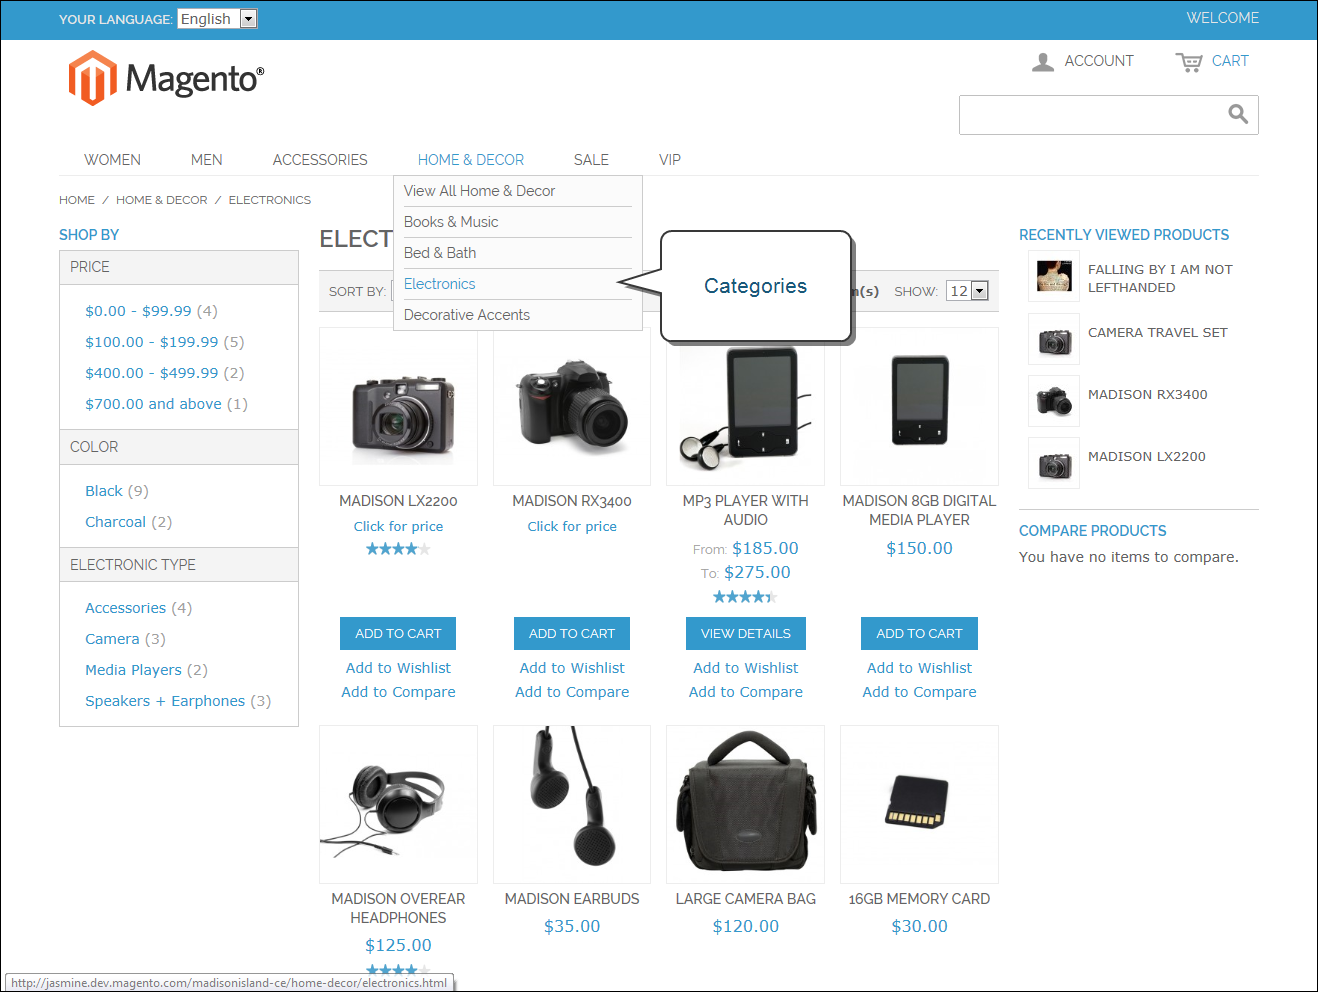 YOUR LANGUAGE: English
WELCOME
Magento®
ACCOUNT
CART
WOMEN MEN ACCESSORIES HOME & DECOR SALE VIP
HOME / HOME & DECOR / ELECTRONICS
View All Home & Decor
Books & Music
Bed & Bath
Electronics
Decorative Accents
Categories
SHOP BY
PRICE
$0.00 - $99.99 (4)
$100.00 - $199.99 (5)
$400.00 - $499.99 (2)
$700.00 and above (1)
COLOR
Black (9)
Charcoal (2)
ELECTRONIC TYPE
Accessories (4)
Camera (3)
Media Players (2)
Speakers + Earphones (3)
ELECT
SORT BY:
(s) SHOW: 12
MADISON LX2200
Click for price
ADD TO CART
Add to Wishlist
Add to Compare
MADISON RX3400
Click for price
ADD TO CART
Add to Wishlist
Add to Compare
MP3 PLAYER WITH
AUDIO
From: $185.00
To: $275.00
VIEW DETAILS
Add to Wishlist
Add to Compare
MADISON 8GB DIGITAL
MEDIA PLAYER
$150.00
ADD TO CART
Add to Wishlist
Add to Compare
MADISON OVEREAR
HEADPHONES
$125.00
MADISON EARBUDS
$35.00
LARGE CAMERA BAG
$120.00
16GB MEMORY CARD
$30.00
RECENTLY VIEWED PRODUCTS
FALLING BY I AM NOT
LEFTHANDED
CAMERA TRAVEL SET
MADISON RX3400
MADISON LX2200
COMPARE PRODUCTS
You have no items to compare.
http://jasmine.dev.magento.com/madisonisland-ce/home-decor/electronics.html